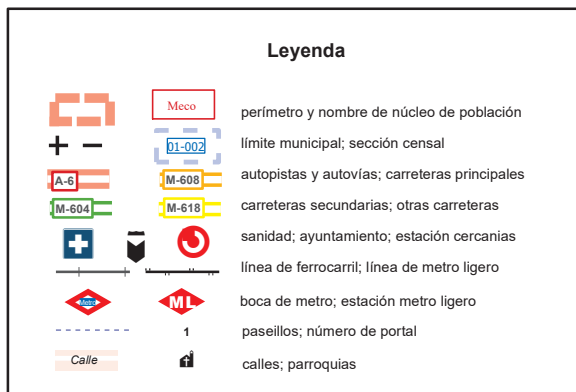 Leyenda
Meco
perímetro y nombre de núcleo de población
+ − 01-002
límite municipal; sección censal
A-6 M-608
autopistas y autovías; carreteras principales
M-604 M-618
carreteras secundarias; otras carreteras
sanidad; ayuntamiento; estación cercanias
línea de ferrocarril; línea de metro ligero
Metro ML
boca de metro; estación metro ligero
1
paseillos; número de portal
Calle
calles; parroquias